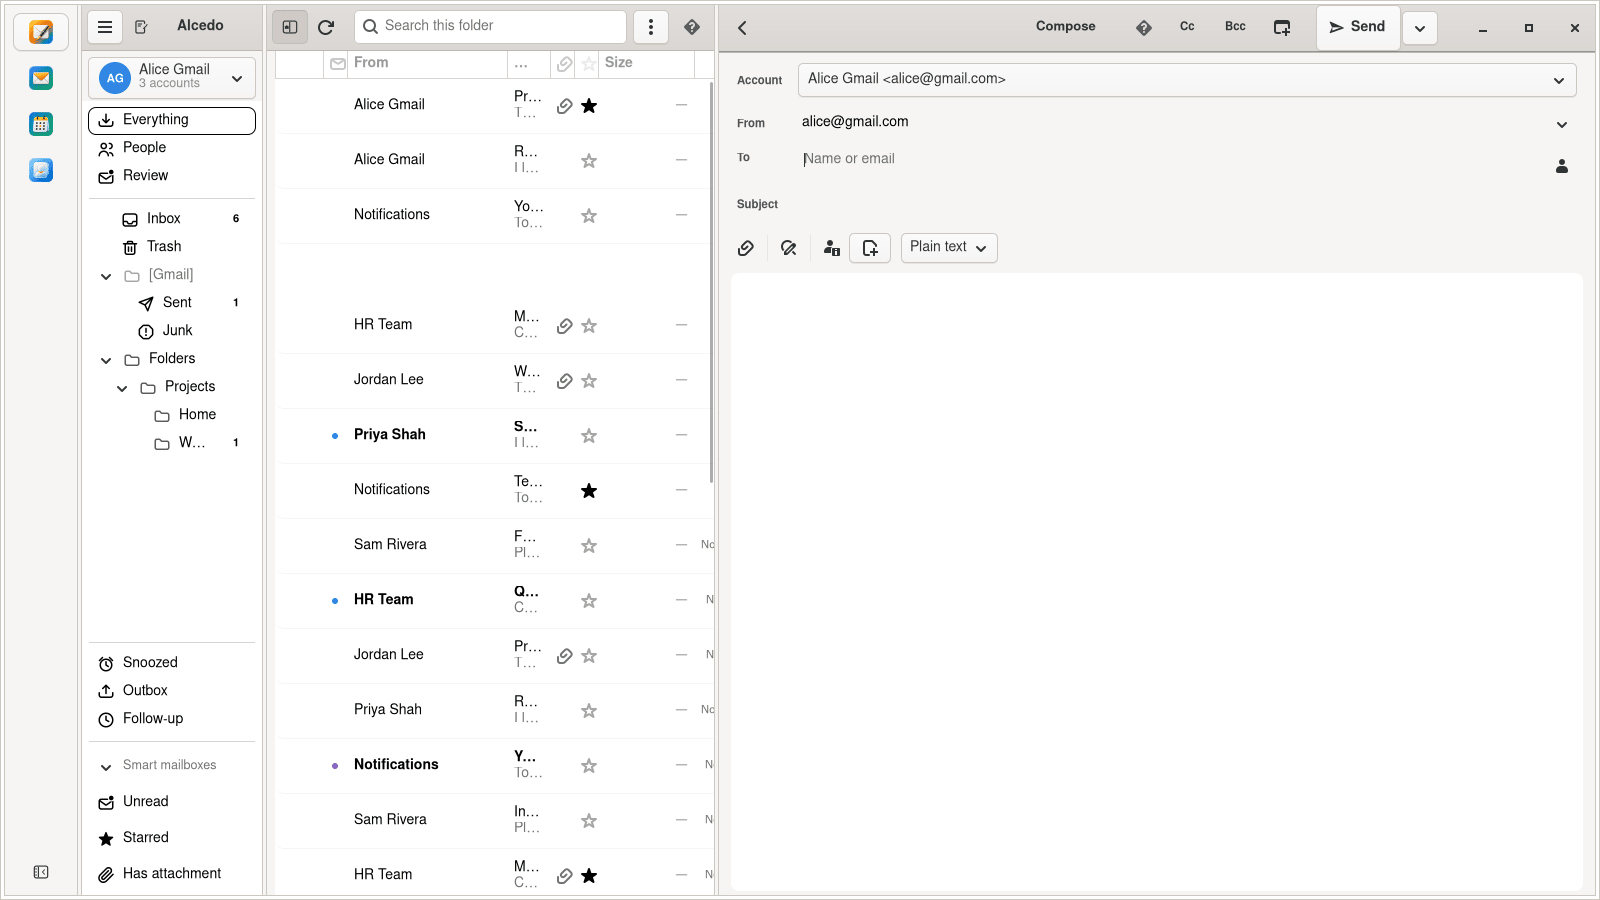 Alcedo
Search this folder
Compose
Cc
Bcc
Send
AG
Alice Gmail
3 accounts
Everything
People
Review
Inbox 6
Trash
[Gmail]
Sent 1
Junk
Folders
Projects
Home
W... 1
Snoozed
Outbox
Follow-up
Smart mailboxes
Unread
Starred
Has attachment
From ... Size
Alice Gmail Pr... —
T...
Alice Gmail R... —
I l...
Notifications Yo... —
To...
HR Team M... —
C...
Jordan Lee W... —
T...
Priya Shah S... —
I l...
Notifications Te... —
To...
Sam Rivera F... — No
Pl...
HR Team Q... — N
C...
Jordan Lee Pr... — N
T...
Priya Shah R... — No
I l...
Notifications Y... — N
To...
Sam Rivera In... — N
Pl...
HR Team M... — N
C...
Account Alice Gmail <alice@gmail.com>
From alice@gmail.com
To Name or email
Subject
Plain text